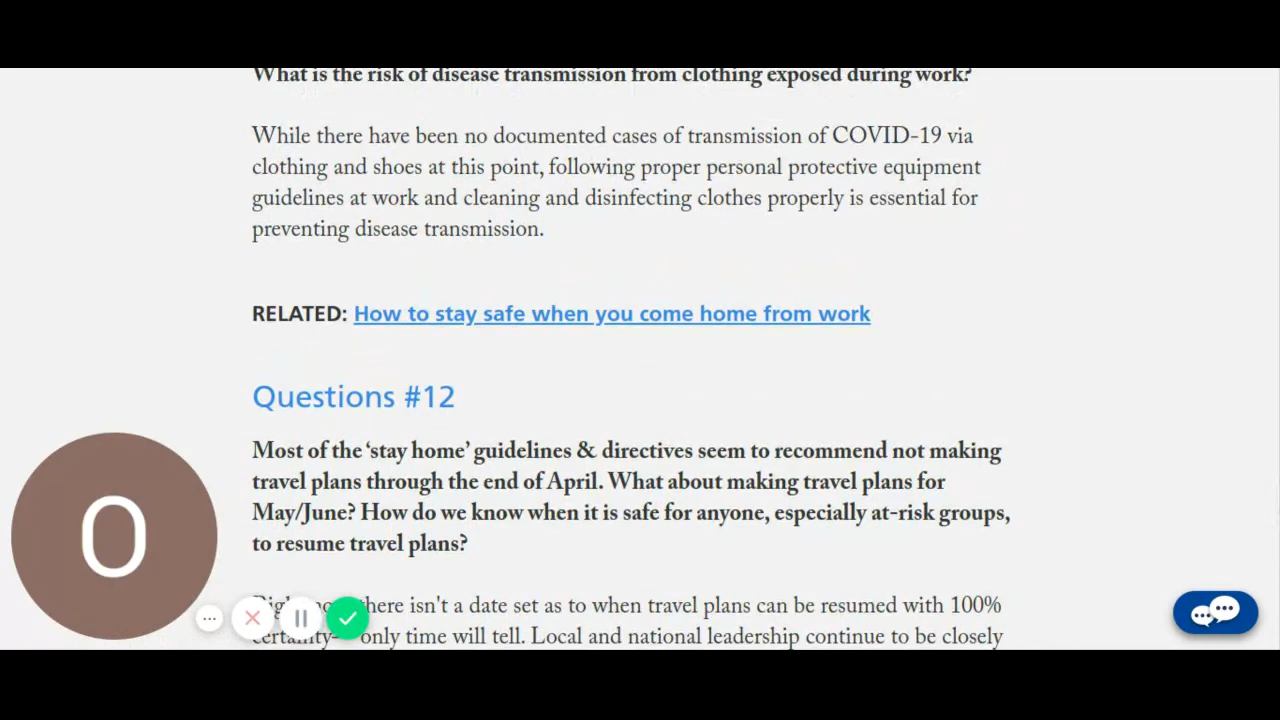 What is the risk of disease transmission from clothing exposed during work?
While there have been no documented cases of transmission of COVID-19 via
clothing and shoes at this point, following proper personal protective equipment
guidelines at work and cleaning and disinfecting clothes properly is essential for
preventing disease transmission.
RELATED: How to stay safe when you come home from work
Questions #12
Most of the ‘stay home’ guidelines & directives seem to recommend not making
travel plans through the end of April. What about making travel plans for
May/June? How do we know when it is safe for anyone, especially at-risk groups,
to resume travel plans?
O
there isn't a date set as to when travel plans can be resumed with 100%
only time will tell. Local and national leadership continue to be closely